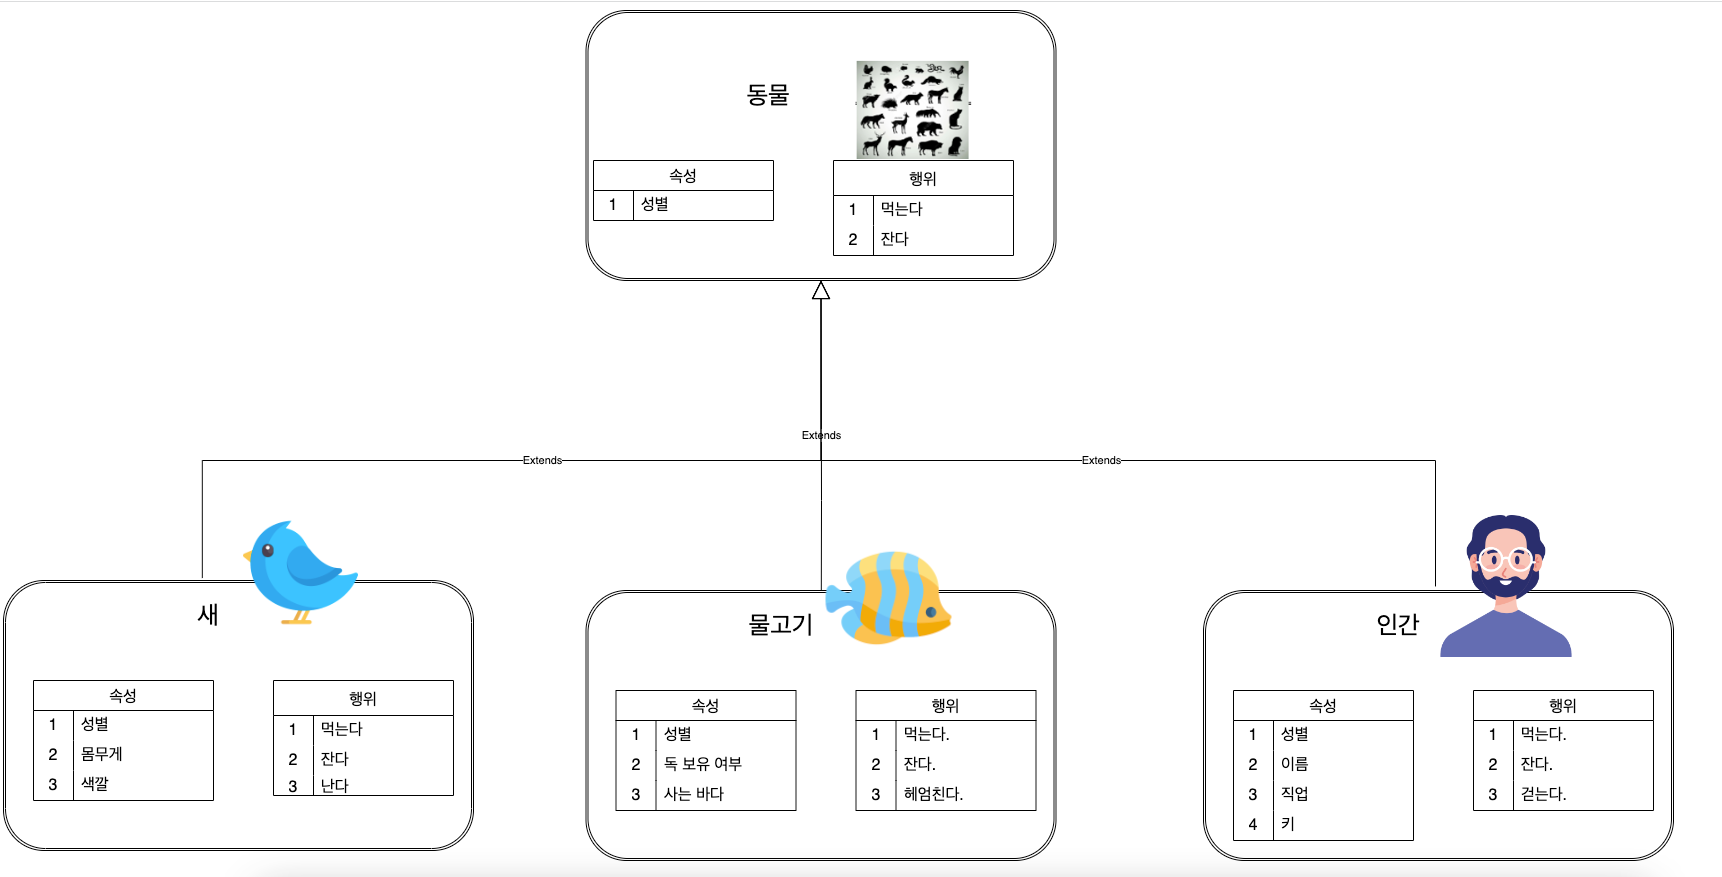 동물
속성
1 성별
행위
1 먹는다
2 잔다
Extends
Extends
Extends
새
속성
1 성별
2 몸무게
3 색깔
행위
1 먹는다
2 잔다
3 난다
물고기
속성
1 성별
2 독 보유 여부
3 사는 바다
행위
1 먹는다.
2 잔다.
3 헤엄친다.
인간
속성
1 성별
2 이름
3 직업
4 키
행위
1 먹는다.
2 잔다.
3 걷는다.